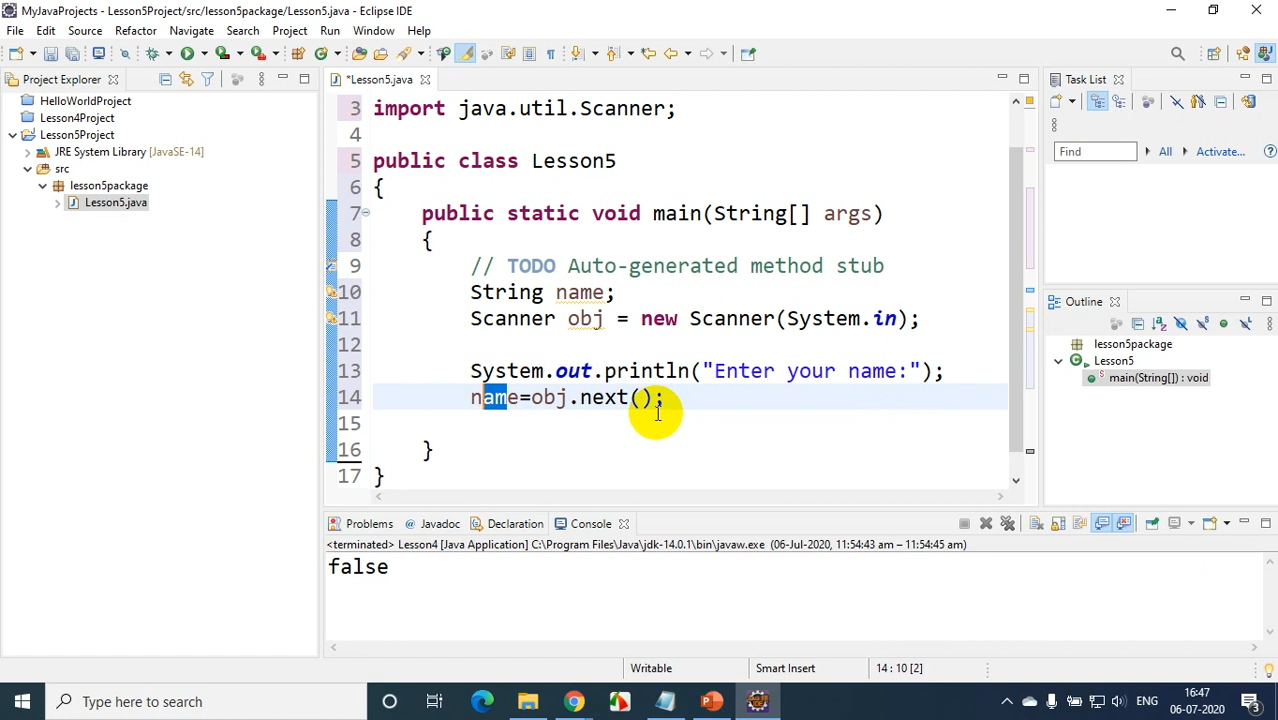 MyJavaProjects - Lesson5Project/src/lesson5package/Lesson5.java - Eclipse IDE
File Edit Source Refactor Navigate Search Project Run Window Help
Project Explorer
HelloWorldProject
Lesson4Project
Lesson5Project
JRE System Library [JavaSE-14]
src
lesson5package
Lesson5.java
*Lesson5.java
3 import java.util.Scanner;
4
5 public class Lesson5
6 {
7 public static void main(String[] args)
8 {
9 // TODO Auto-generated method stub
10 String name;
11 Scanner obj = new Scanner(System.in);
12
13 System.out.println("Enter your name:");
14 name=obj.next();
15
16 }
17 }
Task List
Find All Activate...
Outline
lesson5package
Lesson5
main(String[]) : void
Problems Javadoc Declaration Console
<terminated> Lesson4 [Java Application] C:\Program Files\Java\jdk-14.0.1\bin\javaw.exe (06-Jul-2020, 11:54:43 am – 11:54:45 am)
false
Writable Smart Insert 14 : 10 [2]
Type here to search
ENG
16:47
06-07-2020
3